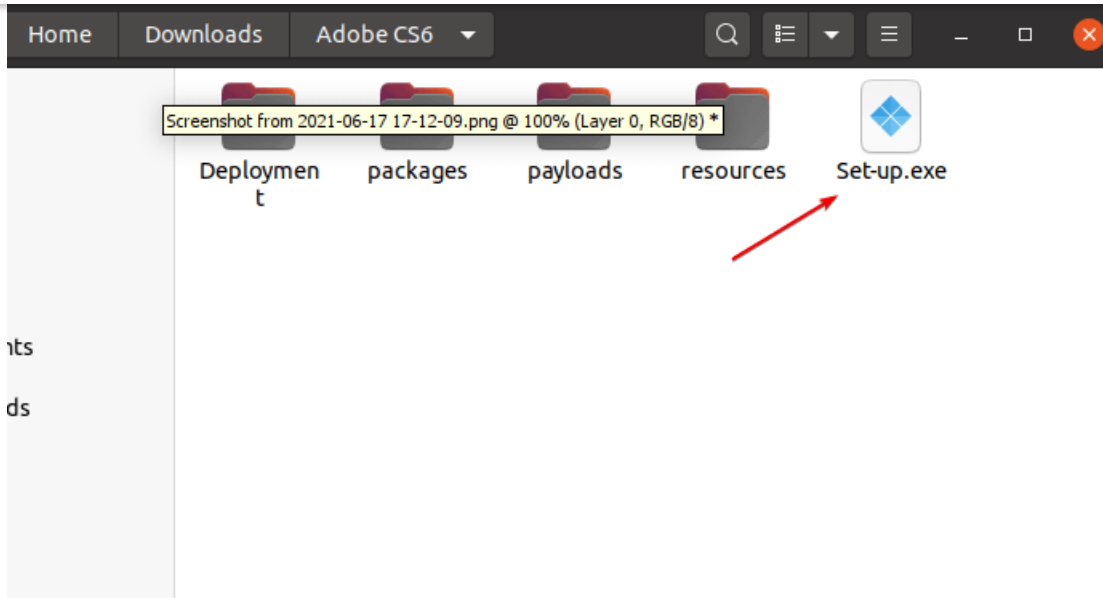 Home Downloads Adobe CS6
Screenshot from 2021-06-17 17-12-09.png @ 100% (Layer 0, RGB/8) *
Deploymen packages payloads resources Set-up.exe
t
nts
ds